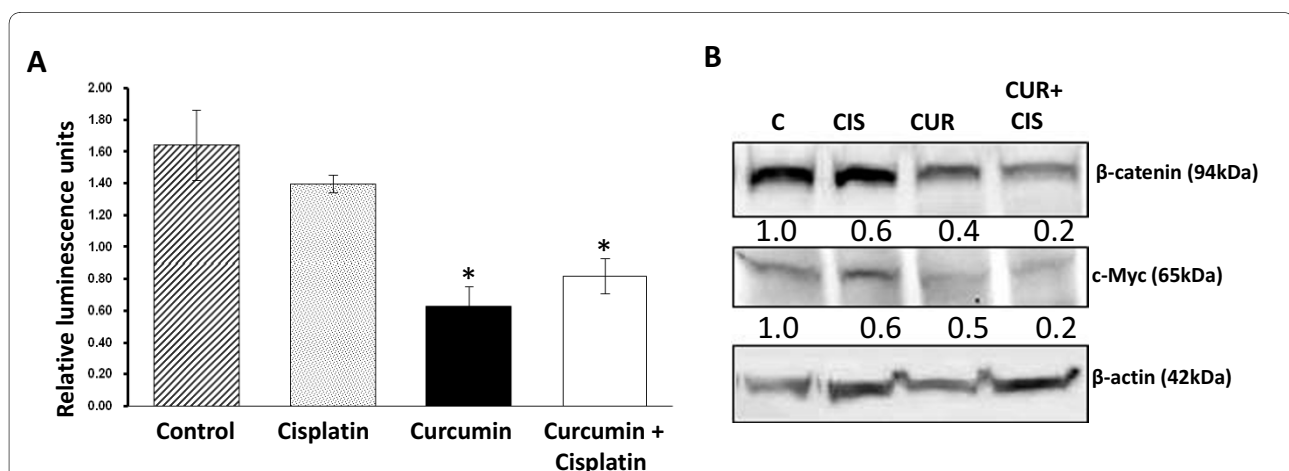 A
Relative luminescence units
2.00
1.80
1.60
1.40
1.20
1.00
0.80
0.60
0.40
0.20
0.00
*
*
Control Cisplatin Curcumin Curcumin +
Cisplatin
B
CUR+
C CIS CUR CIS
β-catenin (94kDa)
1.0 0.6 0.4 0.2
c-Myc (65kDa)
1.0 0.6 0.5 0.2
β-actin (42kDa)